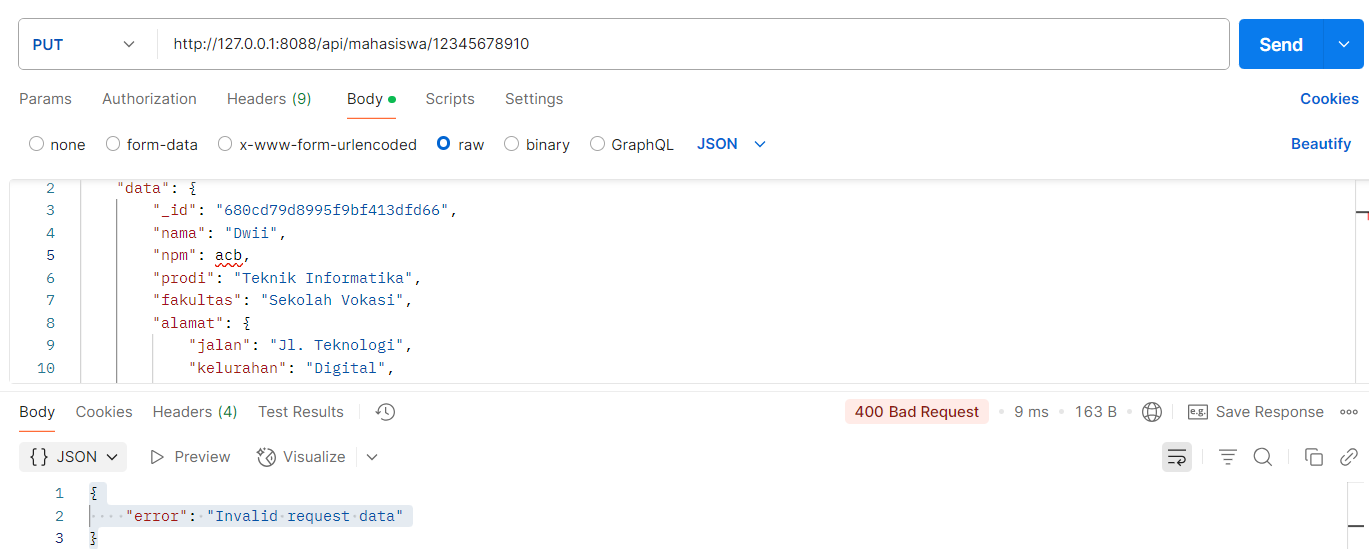 PUT http://127.0.0.1:8088/api/mahasiswa/12345678910 Send
Params Authorization Headers (9) Body Scripts Settings Cookies
none form-data x-www-form-urlencoded raw binary GraphQL JSON Beautify
2 "data": {
3 "_id": "680cd79d8995f9bf413dfd66",
4 "nama": "Dwii",
5 "npm": acb,
6 "prodi": "Teknik Informatika",
7 "fakultas": "Sekolah Vokasi",
8 "alamat": {
9 "jalan": "Jl. Teknologi",
10 "kelurahan": "Digital",
Body Cookies Headers (4) Test Results 400 Bad Request • 9 ms • 163 B • e.g. Save Response
{} JSON Preview Visualize
1 {
2 "error": "Invalid request data"
3 }